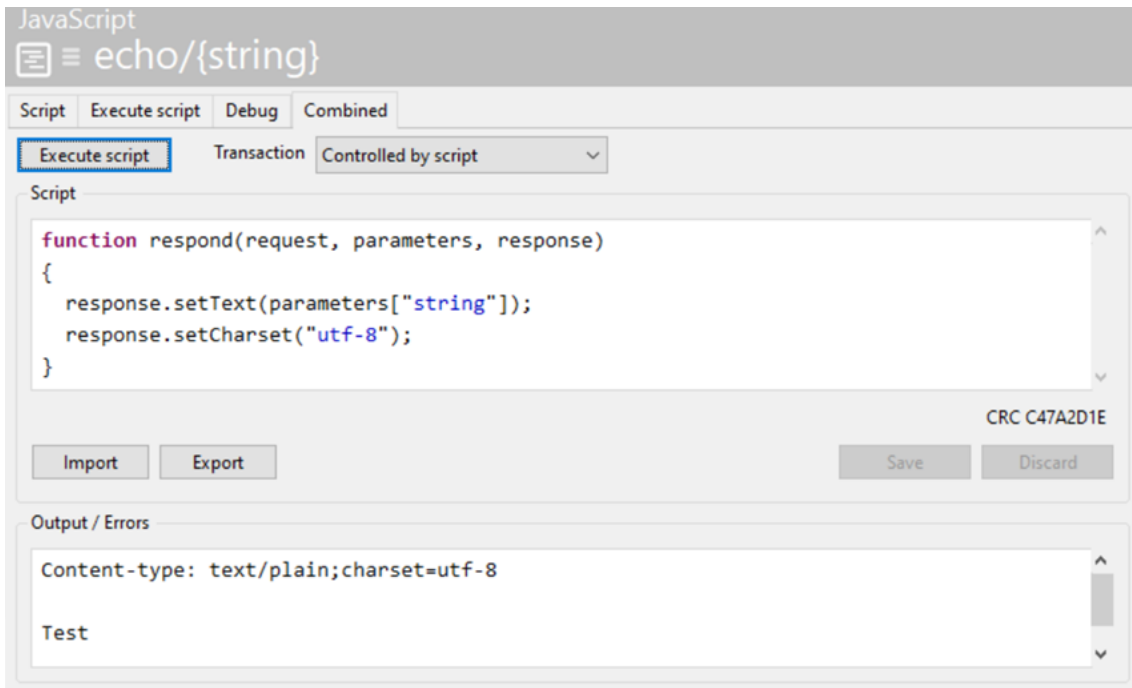 JavaScript
echo/{string}
Script Execute script Debug Combined
Execute script Transaction Controlled by script
Script
function respond(request, parameters, response)
{
  response.setText(parameters["string"]);
  response.setCharset("utf-8");
}
CRC C47A2D1E
Import Export Save Discard
Output / Errors
Content-type: text/plain;charset=utf-8
Test